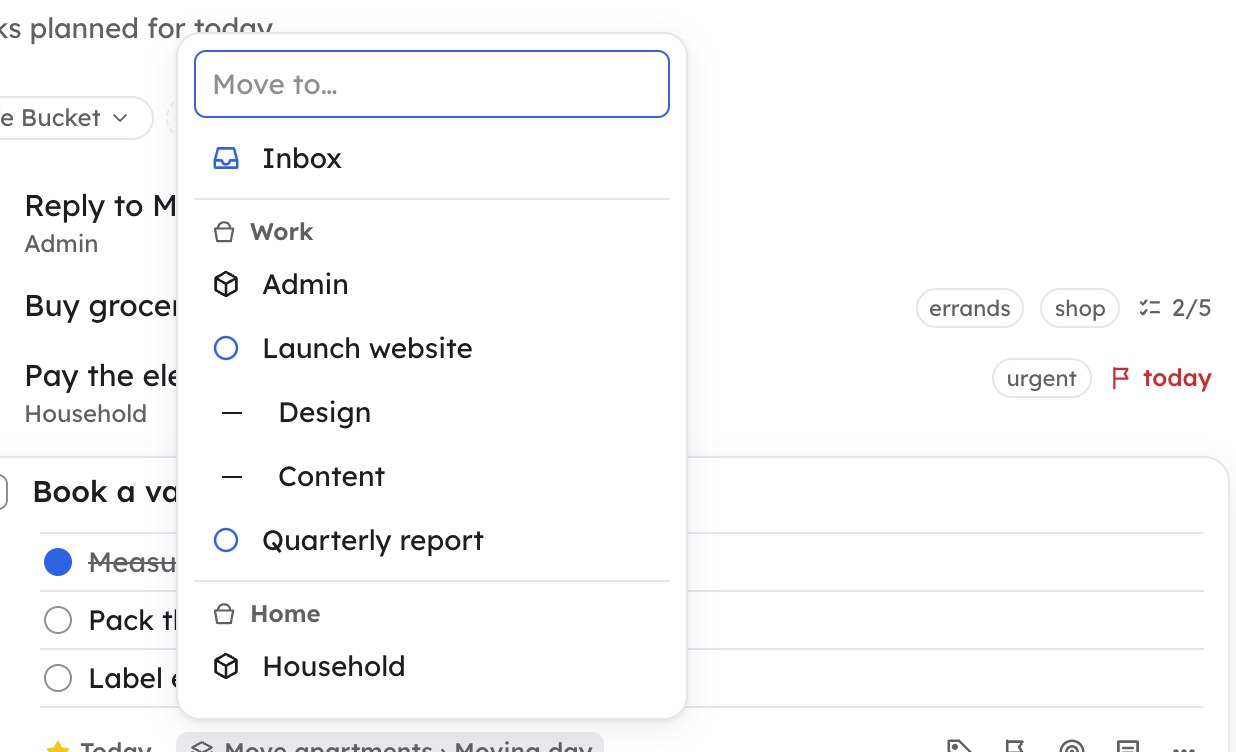 ks planned for today
Move to…
e Bucket
Inbox
Work
Reply to M
Admin
Admin
Buy grocer
errands
shop
2/5
Launch website
Pay the ele
urgent
today
Household
Design
Content
Book a va
Quarterly report
Measu
Home
Pack th
Household
Label e
Today
Move apartments › Moving day